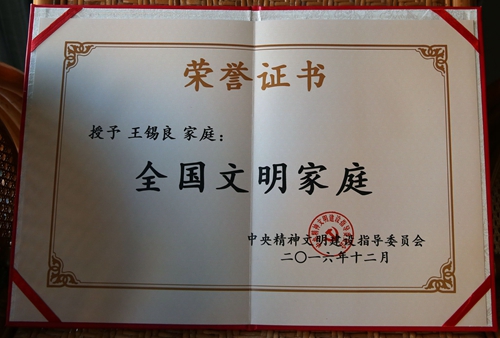 荣誉证书
授予 王锡良 家庭：
全国文明家庭
中央精神文明建设指导委员会
二〇一六年十二月